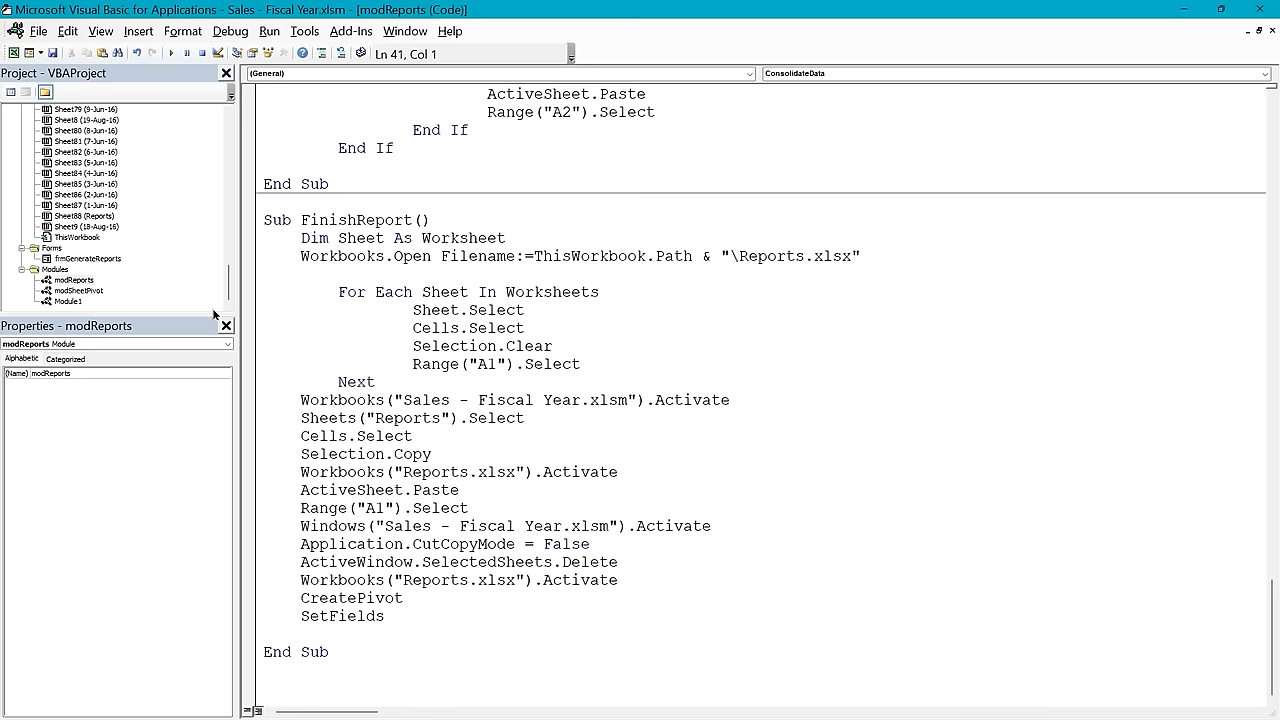 Microsoft Visual Basic for Applications - Sales - Fiscal Year.xlsm - [modReports (Code)]
File Edit View Insert Format Debug Run Tools Add-Ins Window Help
Ln 41, Col 1
Project - VBAProject
(General) ConsolidateData
Sheet79 (9-Jun-16)
Sheet8 (19-Aug-16)
Sheet80 (8-Jun-16)
Sheet81 (7-Jun-16)
Sheet82 (6-Jun-16)
Sheet83 (5-Jun-16)
Sheet84 (4-Jun-16)
Sheet85 (3-Jun-16)
Sheet86 (2-Jun-16)
Sheet87 (1-Jun-16)
Sheet88 (Reports)
Sheet9 (18-Aug-16)
ThisWorkbook
Forms
frmGenerateReports
Modules
modReports
modSheetPivot
Module1
Properties - modReports
modReports Module
Alphabetic Categorized
(Name) modReports
ActiveSheet.Paste
Range("A2").Select
End If
End If
End Sub
Sub FinishReport()
Dim Sheet As Worksheet
Workbooks.Open Filename:=ThisWorkbook.Path & "\Reports.xlsx"
For Each Sheet In Worksheets
Sheet.Select
Cells.Select
Selection.Clear
Range("A1").Select
Next
Workbooks("Sales - Fiscal Year.xlsm").Activate
Sheets("Reports").Select
Cells.Select
Selection.Copy
Workbooks("Reports.xlsx").Activate
ActiveSheet.Paste
Range("A1").Select
Windows("Sales - Fiscal Year.xlsm").Activate
Application.CutCopyMode = False
ActiveWindow.SelectedSheets.Delete
Workbooks("Reports.xlsx").Activate
CreatePivot
SetFields
End Sub